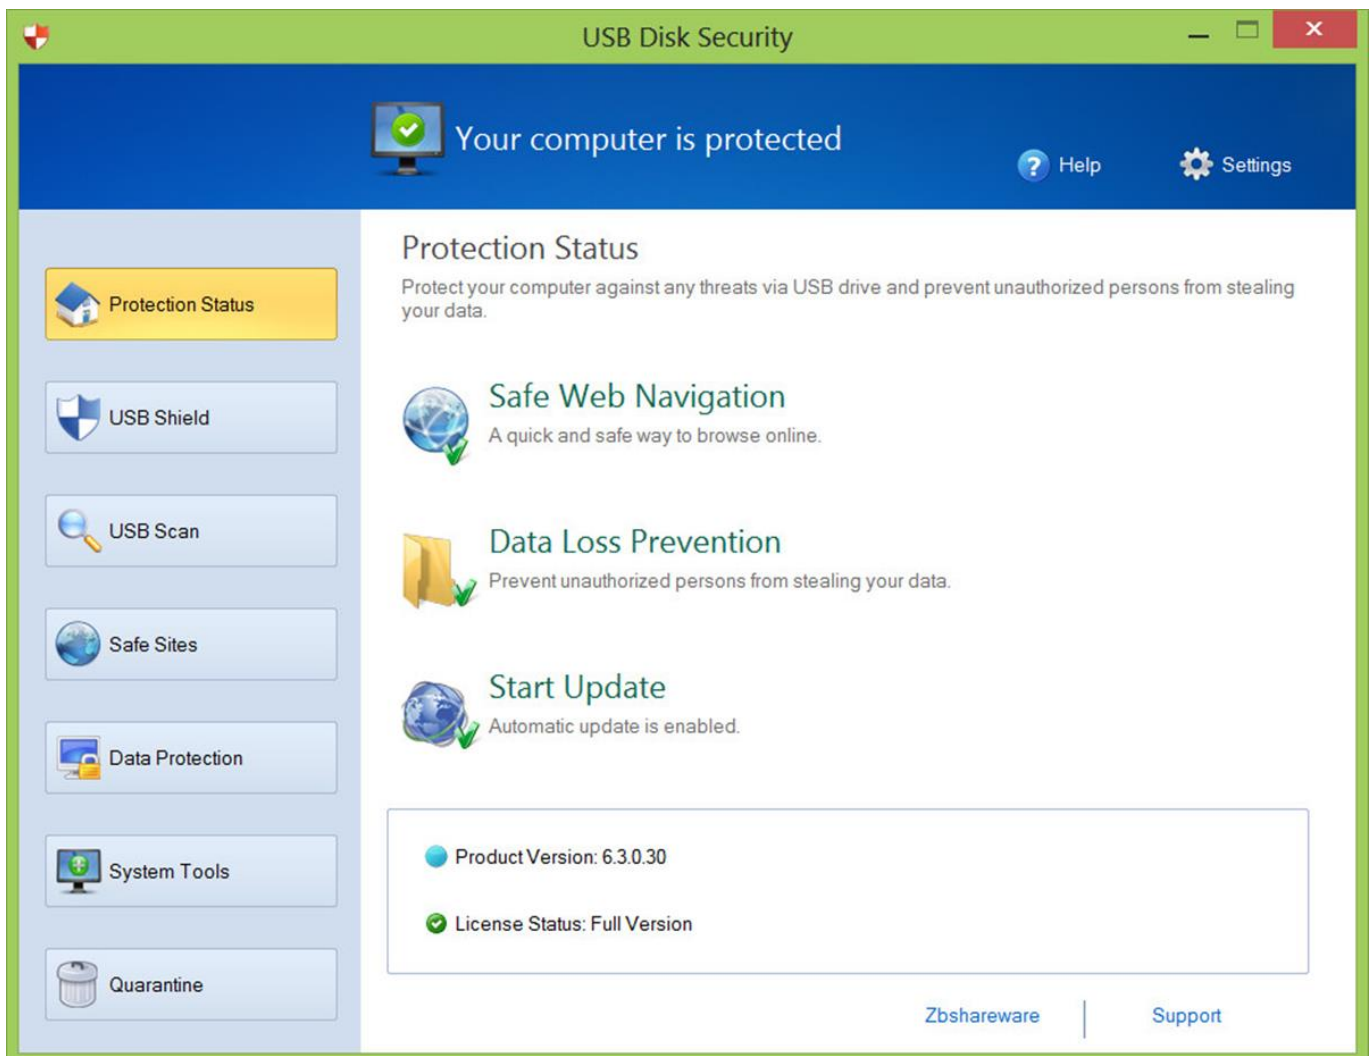 USB Disk Security
Your computer is protected
Help
Settings
Protection Status
USB Shield
USB Scan
Safe Sites
Data Protection
System Tools
Quarantine
Protection Status
Protect your computer against any threats via USB drive and prevent unauthorized persons from stealing
your data.
Safe Web Navigation
A quick and safe way to browse online.
Data Loss Prevention
Prevent unauthorized persons from stealing your data.
Start Update
Automatic update is enabled.
Product Version: 6.3.0.30
License Status: Full Version
Zbshareware
Support